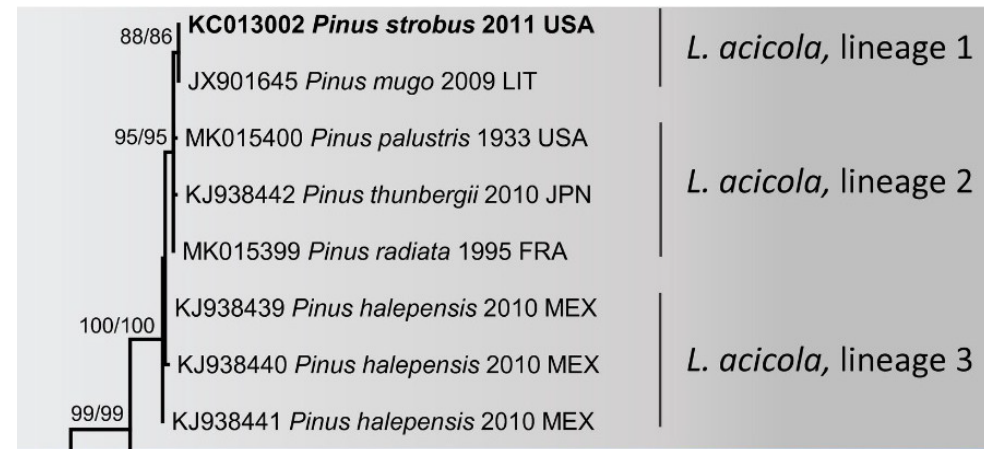 88/86
KC013002 Pinus strobus 2011 USA
L. acicola, lineage 1
JX901645 Pinus mugo 2009 LIT
95/95
MK015400 Pinus palustris 1933 USA
L. acicola, lineage 2
KJ938442 Pinus thunbergii 2010 JPN
MK015399 Pinus radiata 1995 FRA
KJ938439 Pinus halepensis 2010 MEX
100/100
L. acicola, lineage 3
KJ938440 Pinus halepensis 2010 MEX
99/99
KJ938441 Pinus halepensis 2010 MEX